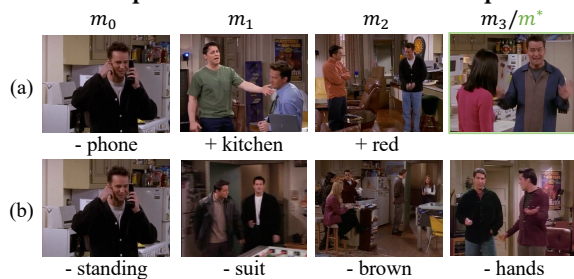 m₀ m₁ m₂ m₃/m*
(a)
- phone + kitchen + red
(b)
- standing - suit - brown - hands